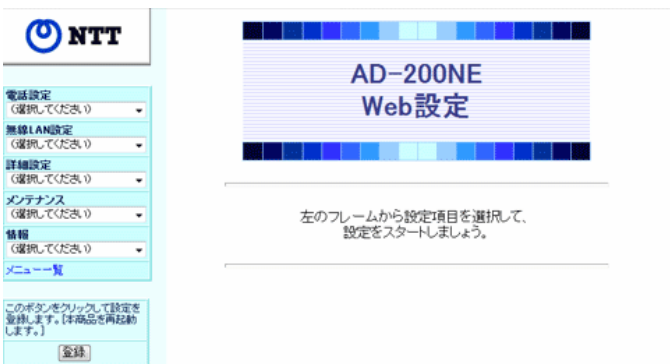 NTT
電話設定
(選択してください)
無線LAN設定
(選択してください)
詳細設定
(選択してください)
メンテナンス
(選択してください)
情報
(選択してください)
メニュー一覧
このボタンをクリックして設定を
登録します。[本商品を再起動
します。]
登録
AD-200NE
Web設定
左のフレームから設定項目を選択して、
設定をスタートしましょう。